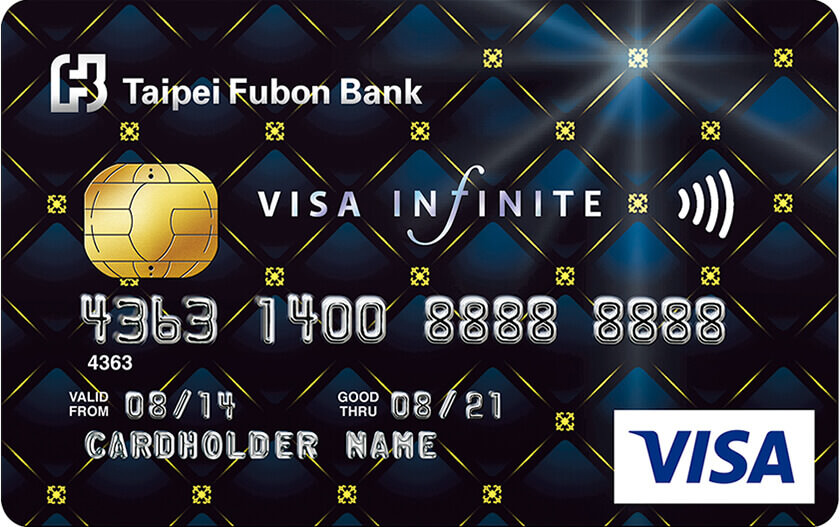 Taipei Fubon Bank
VISA INFINITE
4363 1400 8888 8888
4363
VALID FROM 08/14 GOOD THRU 08/21
CARDHOLDER NAME
VISA